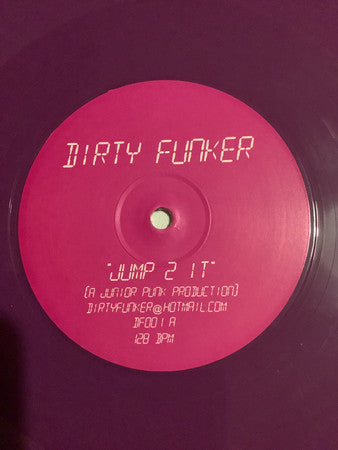 DIRTY FUNKER
"JUMP 2 IT"
(A JUNIOR PUNK PRODUCTION)
DIRTYFUNKER@HOTMAIL.COM
DF001 A
128 BPM